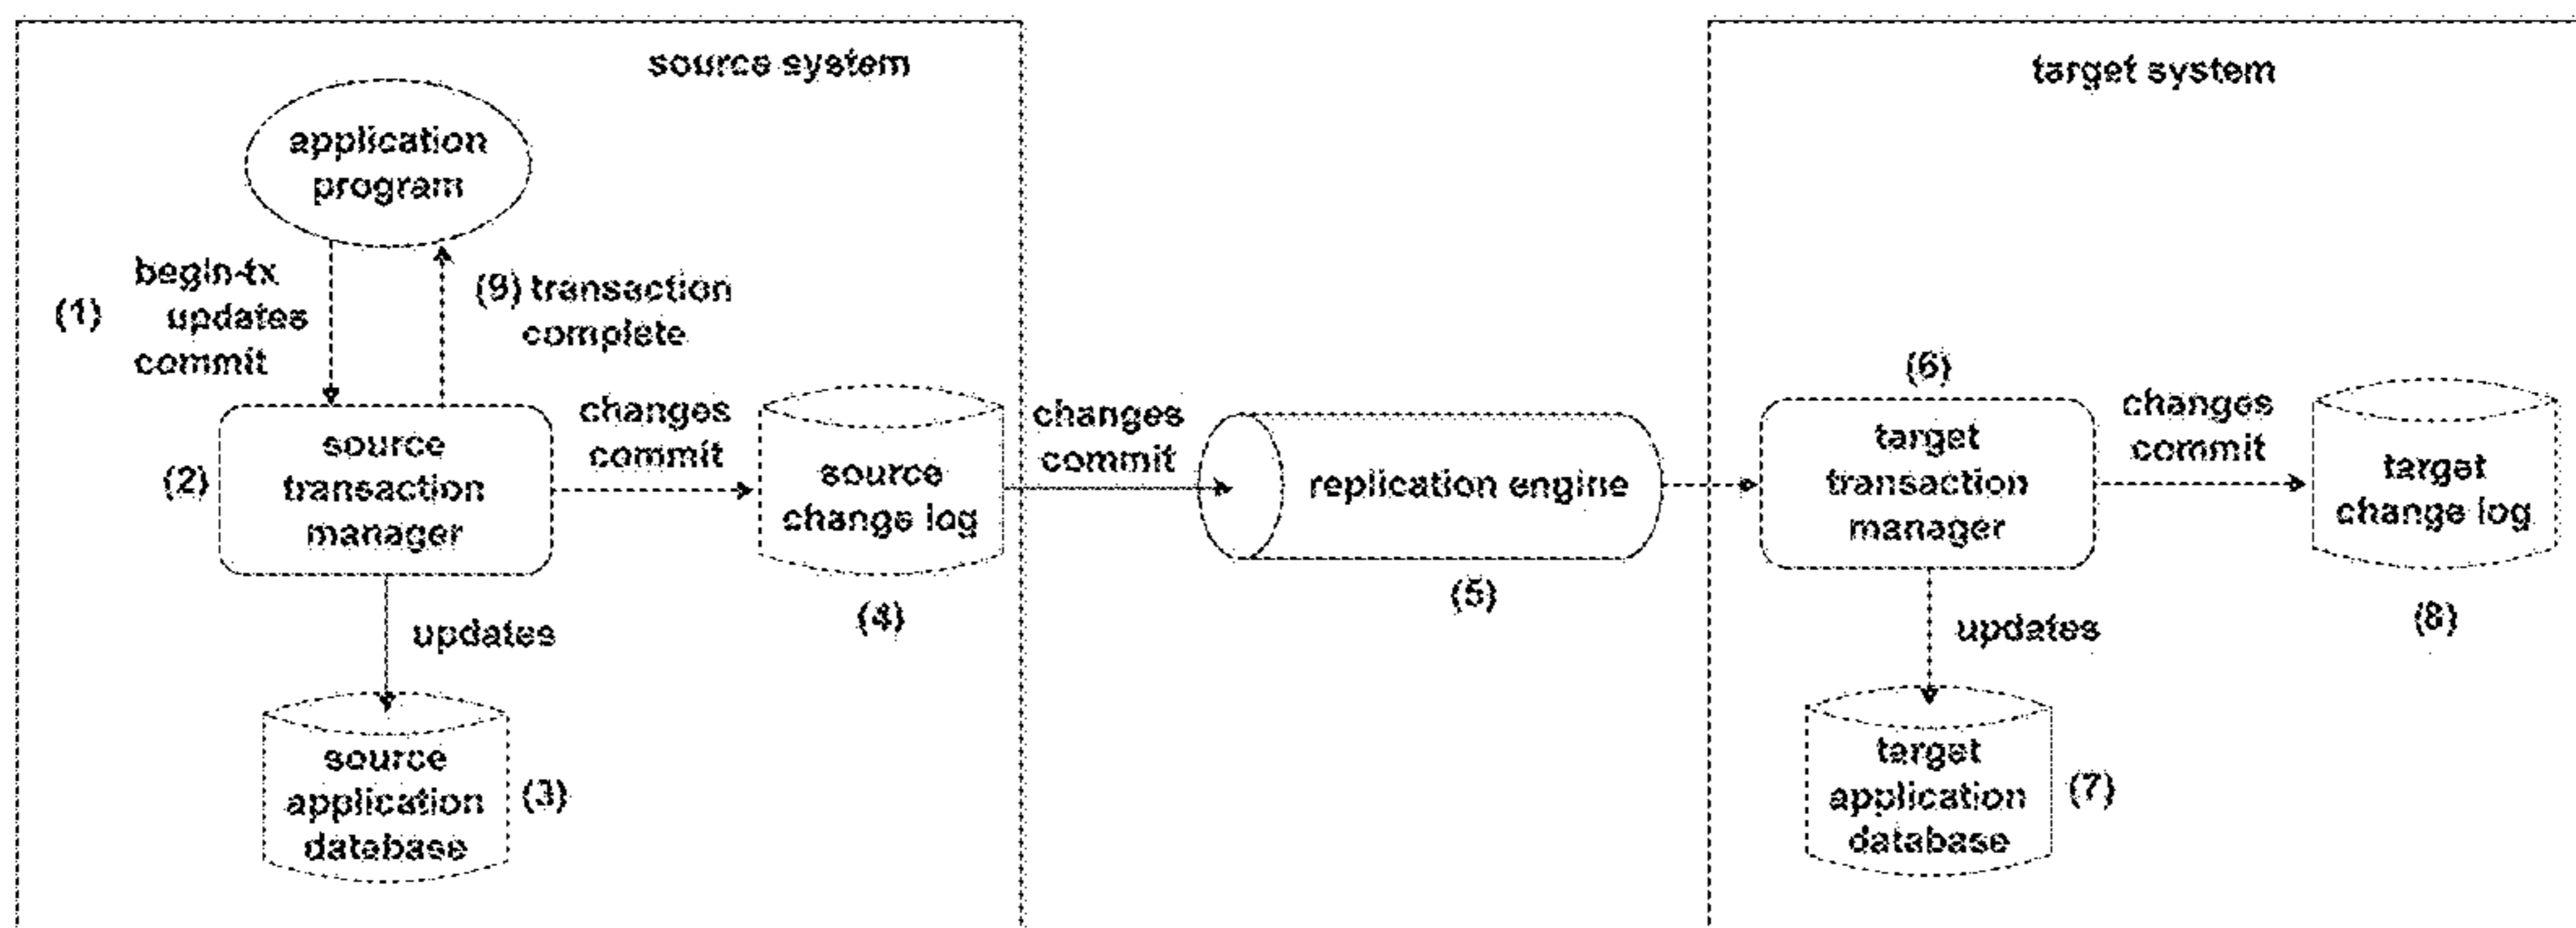 source system
application
program
(1)
begin-tx
updates
commit
(9) transaction
complete
(2)
source
transaction
manager
changes
commit
source
change log
(4)
updates
source
application
database
(3)
changes
commit
replication engine
(5)
target system
(6)
target
transaction
manager
changes
commit
target
change log
(8)
updates
target
application
database
(7)